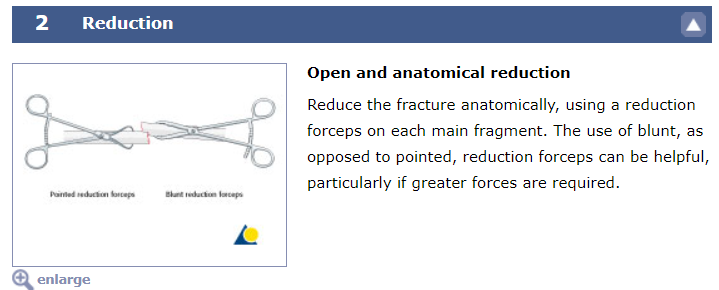 2 Reduction
Open and anatomical reduction
Reduce the fracture anatomically, using a reduction
forceps on each main fragment. The use of blunt, as
opposed to pointed, reduction forceps can be helpful,
particularly if greater forces are required.
Pointed reduction forceps Blunt reduction forceps
enlarge